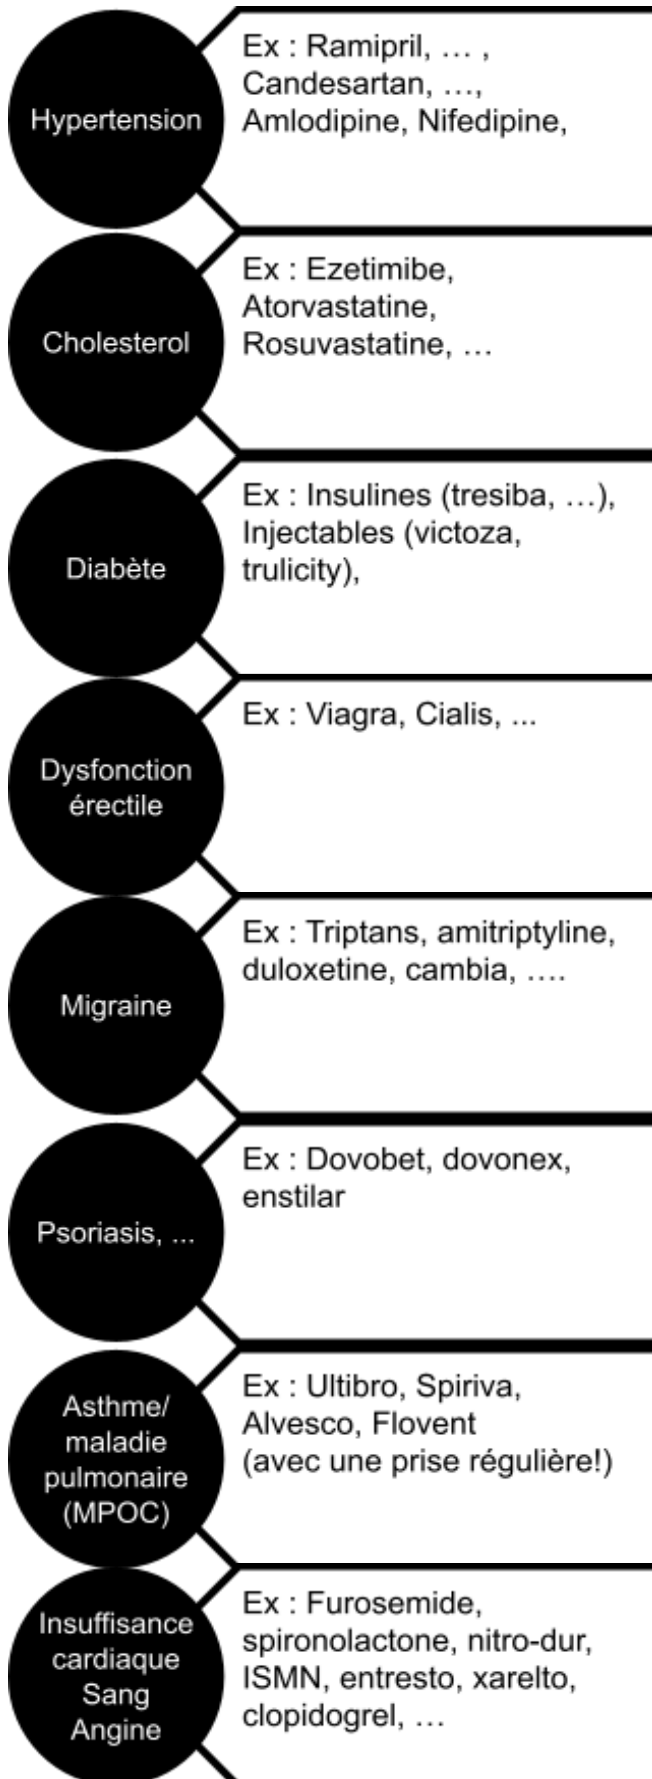 Hypertension
Ex : Ramipril, … ,
Candesartan, …,
Amlodipine, Nifedipine,
Cholesterol
Ex : Ezetimibe,
Atorvastatine,
Rosuvastatine, …
Diabète
Ex : Insulines (tresiba, …),
Injectables (victoza,
trulicity),
Dysfonction
érectile
Ex : Viagra, Cialis, ...
Migraine
Ex : Triptans, amitriptyline,
duloxetine, cambia, ….
Psoriasis, ...
Ex : Dovobet, dovonex,
enstilar
Asthme/
maladie
pulmonaire
(MPOC)
Ex : Ultibro, Spiriva,
Alvesco, Flovent
(avec une prise régulière!)
Insuffisance
cardiaque
Sang
Angine
Ex : Furosemide,
spironolactone, nitro-dur,
ISMN, entresto, xarelto,
clopidogrel, …